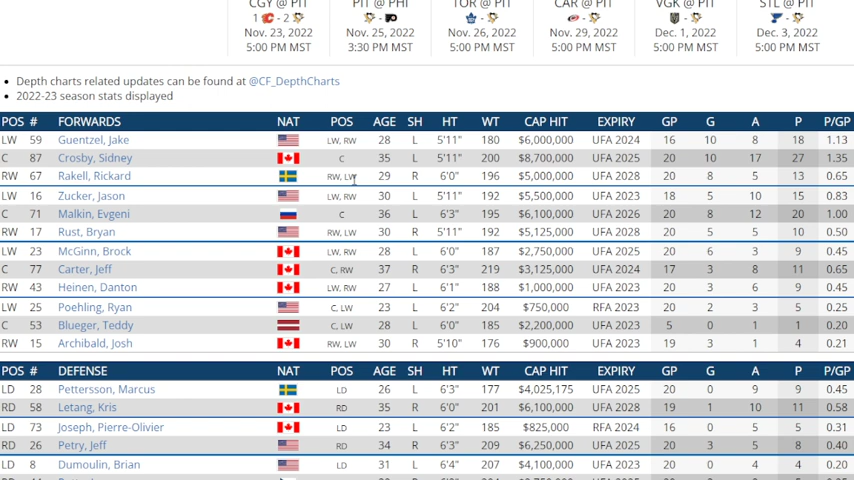 CGY @ PIT PIT @ PHI TOR @ PIT CAR @ PIT VGK @ PIT STL @ PIT
1 - 2 - - - - -
Nov. 23, 2022 Nov. 25, 2022 Nov. 26, 2022 Nov. 29, 2022 Dec. 1, 2022 Dec. 3, 2022
5:00 PM MST 3:30 PM MST 5:00 PM MST 5:00 PM MST 5:00 PM MST 5:00 PM MST
• Depth charts related updates can be found at @CF_DepthCharts
• 2022-23 season stats displayed
POS # FORWARDS NAT POS AGE SH HT WT CAP HIT EXPIRY GP G A P P/GP
LW 59 Guentzel, Jake LW, RW 28 L 5'11" 180 $6,000,000 UFA 2024 16 10 8 18 1.13
C 87 Crosby, Sidney C 35 L 5'11" 200 $8,700,000 UFA 2025 20 10 17 27 1.35
RW 67 Rakell, Rickard RW, LW 29 R 6'0" 196 $5,000,000 UFA 2028 20 8 5 13 0.65
LW 16 Zucker, Jason LW, RW 30 L 5'11" 192 $5,500,000 UFA 2023 18 5 10 15 0.83
C 71 Malkin, Evgeni C 36 L 6'3" 195 $6,100,000 UFA 2026 20 8 12 20 1.00
RW 17 Rust, Bryan RW, LW 30 R 5'11" 192 $5,125,000 UFA 2028 20 5 5 10 0.50
LW 23 McGinn, Brock LW, RW 28 L 6'0" 187 $2,750,000 UFA 2025 20 6 3 9 0.45
C 77 Carter, Jeff C, RW 37 R 6'3" 219 $3,125,000 UFA 2024 17 3 8 11 0.65
RW 43 Heinen, Danton LW, RW 27 L 6'1" 188 $1,000,000 UFA 2023 20 3 6 9 0.45
LW 25 Poehling, Ryan C, LW 23 L 6'2" 204 $750,000 RFA 2023 20 2 3 5 0.25
C 53 Blueger, Teddy C, LW 28 L 6'0" 185 $2,200,000 UFA 2023 5 0 1 1 0.20
RW 15 Archibald, Josh RW, LW 30 R 5'10" 176 $900,000 UFA 2023 19 3 1 4 0.21
POS # DEFENSE NAT POS AGE SH HT WT CAP HIT EXPIRY GP G A P P/GP
LD 28 Pettersson, Marcus LD 26 L 6'3" 177 $4,025,175 UFA 2025 20 0 9 9 0.45
RD 58 Letang, Kris RD 35 R 6'0" 201 $6,100,000 UFA 2028 19 1 10 11 0.58
LD 73 Joseph, Pierre-Olivier LD 23 L 6'2" 185 $825,000 RFA 2024 16 0 5 5 0.31
RD 26 Petry, Jeff RD 34 R 6'3" 209 $6,250,000 UFA 2025 20 3 5 8 0.40
LD 8 Dumoulin, Brian LD 31 L 6'4" 207 $4,100,000 UFA 2023 20 0 4 4 0.20